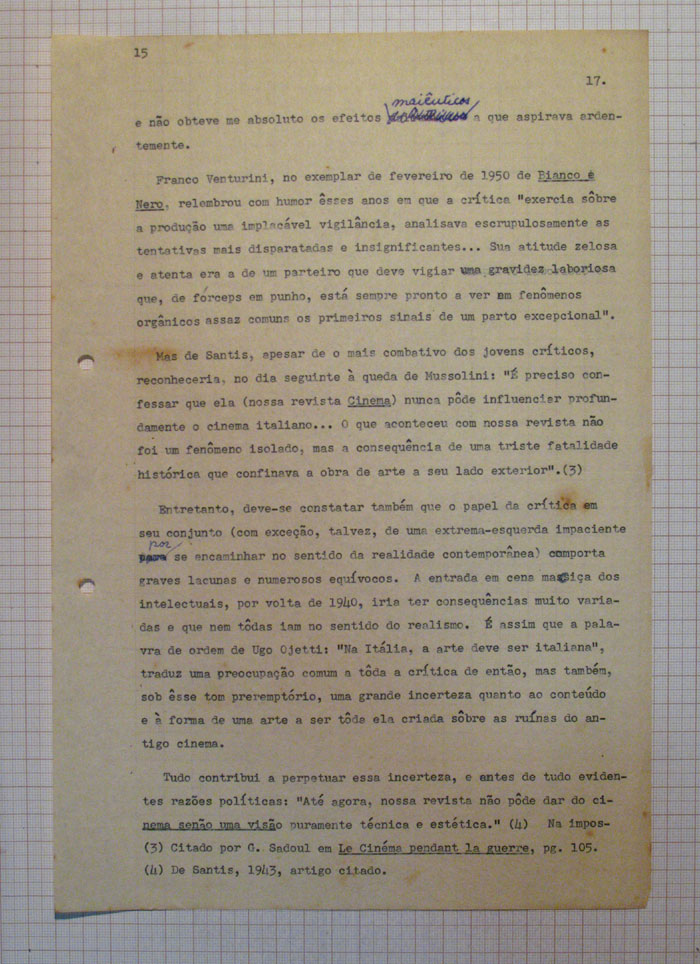 15
17.
e não obteve me absoluto os efeitos maiêuticos a que aspirava arden-
temente.
Franco Venturini, no exemplar de fevereiro de 1950 de Bianco e
Nero, relembrou com humor êsses anos em que a crítica "exercia sôbre
a produção uma implacável vigilância, analisava escrupulosamente as
tentativas mais disparatadas e insignificantes... Sua atitude zelosa
e atenta era a de um parteiro que deve vigiar uma gravidez laboriosa
que, de fórceps em punho, está sempre pronto a ver em fenômenos
orgânicos assaz comuns os primeiros sinais de um parto excepcional".
Mas de Santis, apesar de o mais combativo dos jovens críticos,
reconheceria, no dia seguinte à queda de Mussolini: "É preciso con-
fessar que ela (nossa revista Cinema) nunca pôde influenciar profun-
damente o cinema italiano... O que aconteceu com nossa revista não
foi um fenômeno isolado, mas a consequência de uma triste fatalidade
histórica que confinava a obra de arte a seu lado exterior".(3)
Entretanto, deve-se constatar também que o papel da crítica em
seu conjunto (com exceção, talvez, de uma extrema-esquerda impaciente
por se encaminhar no sentido da realidade contemporânea) comporta
graves lacunas e numerosos equívocos. A entrada em cena maciça dos
intelectuais, por volta de 1940, iria ter consequências muito varia-
das e que nem tôdas iam no sentido do realismo. É assim que a pala-
vra de ordem de Ugo Ojetti: "Na Itália, a arte deve ser italiana",
traduz uma preocupação comum a tôda a crítica de então, mas também,
sob êsse tom preremptório, uma grande incerteza quanto ao conteúdo
e à forma de uma arte a ser tôda ela criada sôbre as ruínas do an-
tigo cinema.
Tudo contribui a perpetuar essa incerteza, e antes de tudo eviden-
tes razões políticas: "Até agora, nossa revista não pôde dar do ci-
nema senão uma visão puramente técnica e estética." (4) Na impos-
(3) Citado por G. Sadoul em Le Cinéma pendant la guerre, pg. 105.
(4) De Santis, 1943, artigo citado.